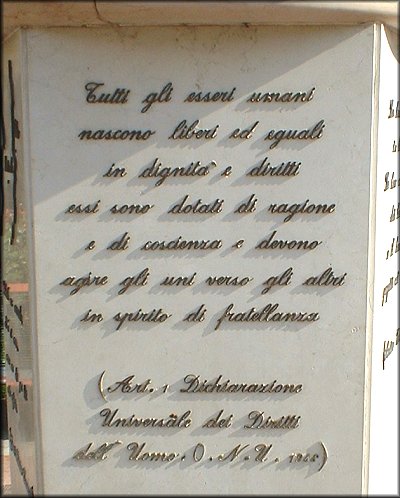 Tutti gli esseri umani
nascono liberi ed eguali
in dignità e diritti
essi sono dotati di ragione
e di coscienza e devono
agire gli uni verso gli altri
in spirito di fratellanza
(Art. 1 Dichiarazione
Universale dei Diritti
dell' Uomo. O. N. U.